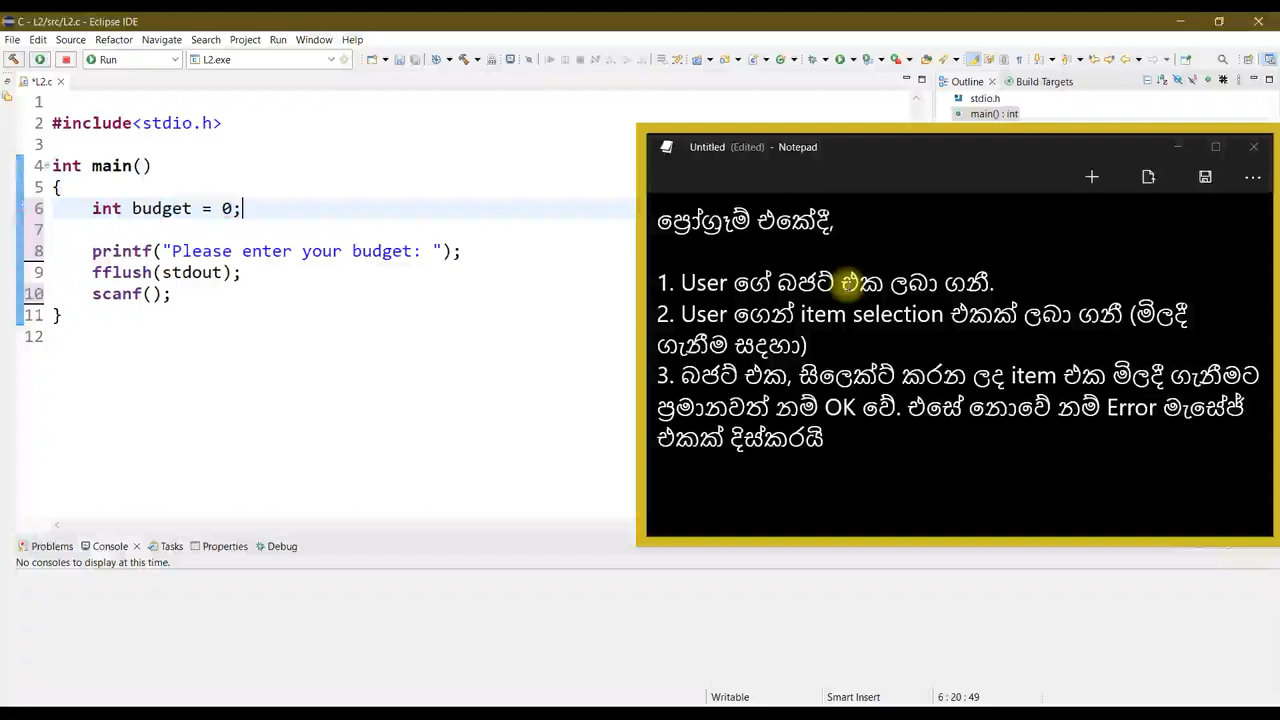 C - L2/src/L2.c - Eclipse IDE
File Edit Source Refactor Navigate Search Project Run Window Help
Run L2.exe
*L2.c
Outline Build Targets
stdio.h
main() : int
1
2 #include<stdio.h>
3
4 int main()
5 {
6 int budget = 0;
7
8 printf("Please enter your budget: ");
9 fflush(stdout);
10 scanf();
11 }
12
Untitled (Edited) - Notepad
ප්‍රෝග්‍රෑම් එකේදී,
1. User ගේ බජට් එක ලබා ගනී.
2. User ගෙන් item selection එකක් ලබා ගනී (මිලදී
ගැනීම සදහා)
3. බජට් එක, සිලෙක්ට් කරන ලද item එක මිලදී ගැනීමට
ප්‍රමානවත් නම් OK වේ. එසේ නොවේ නම් Error මැසේජ්
එකක් දිස්කරයි
Problems Console Tasks Properties Debug
No consoles to display at this time.
Writable Smart Insert 6 : 20 : 49